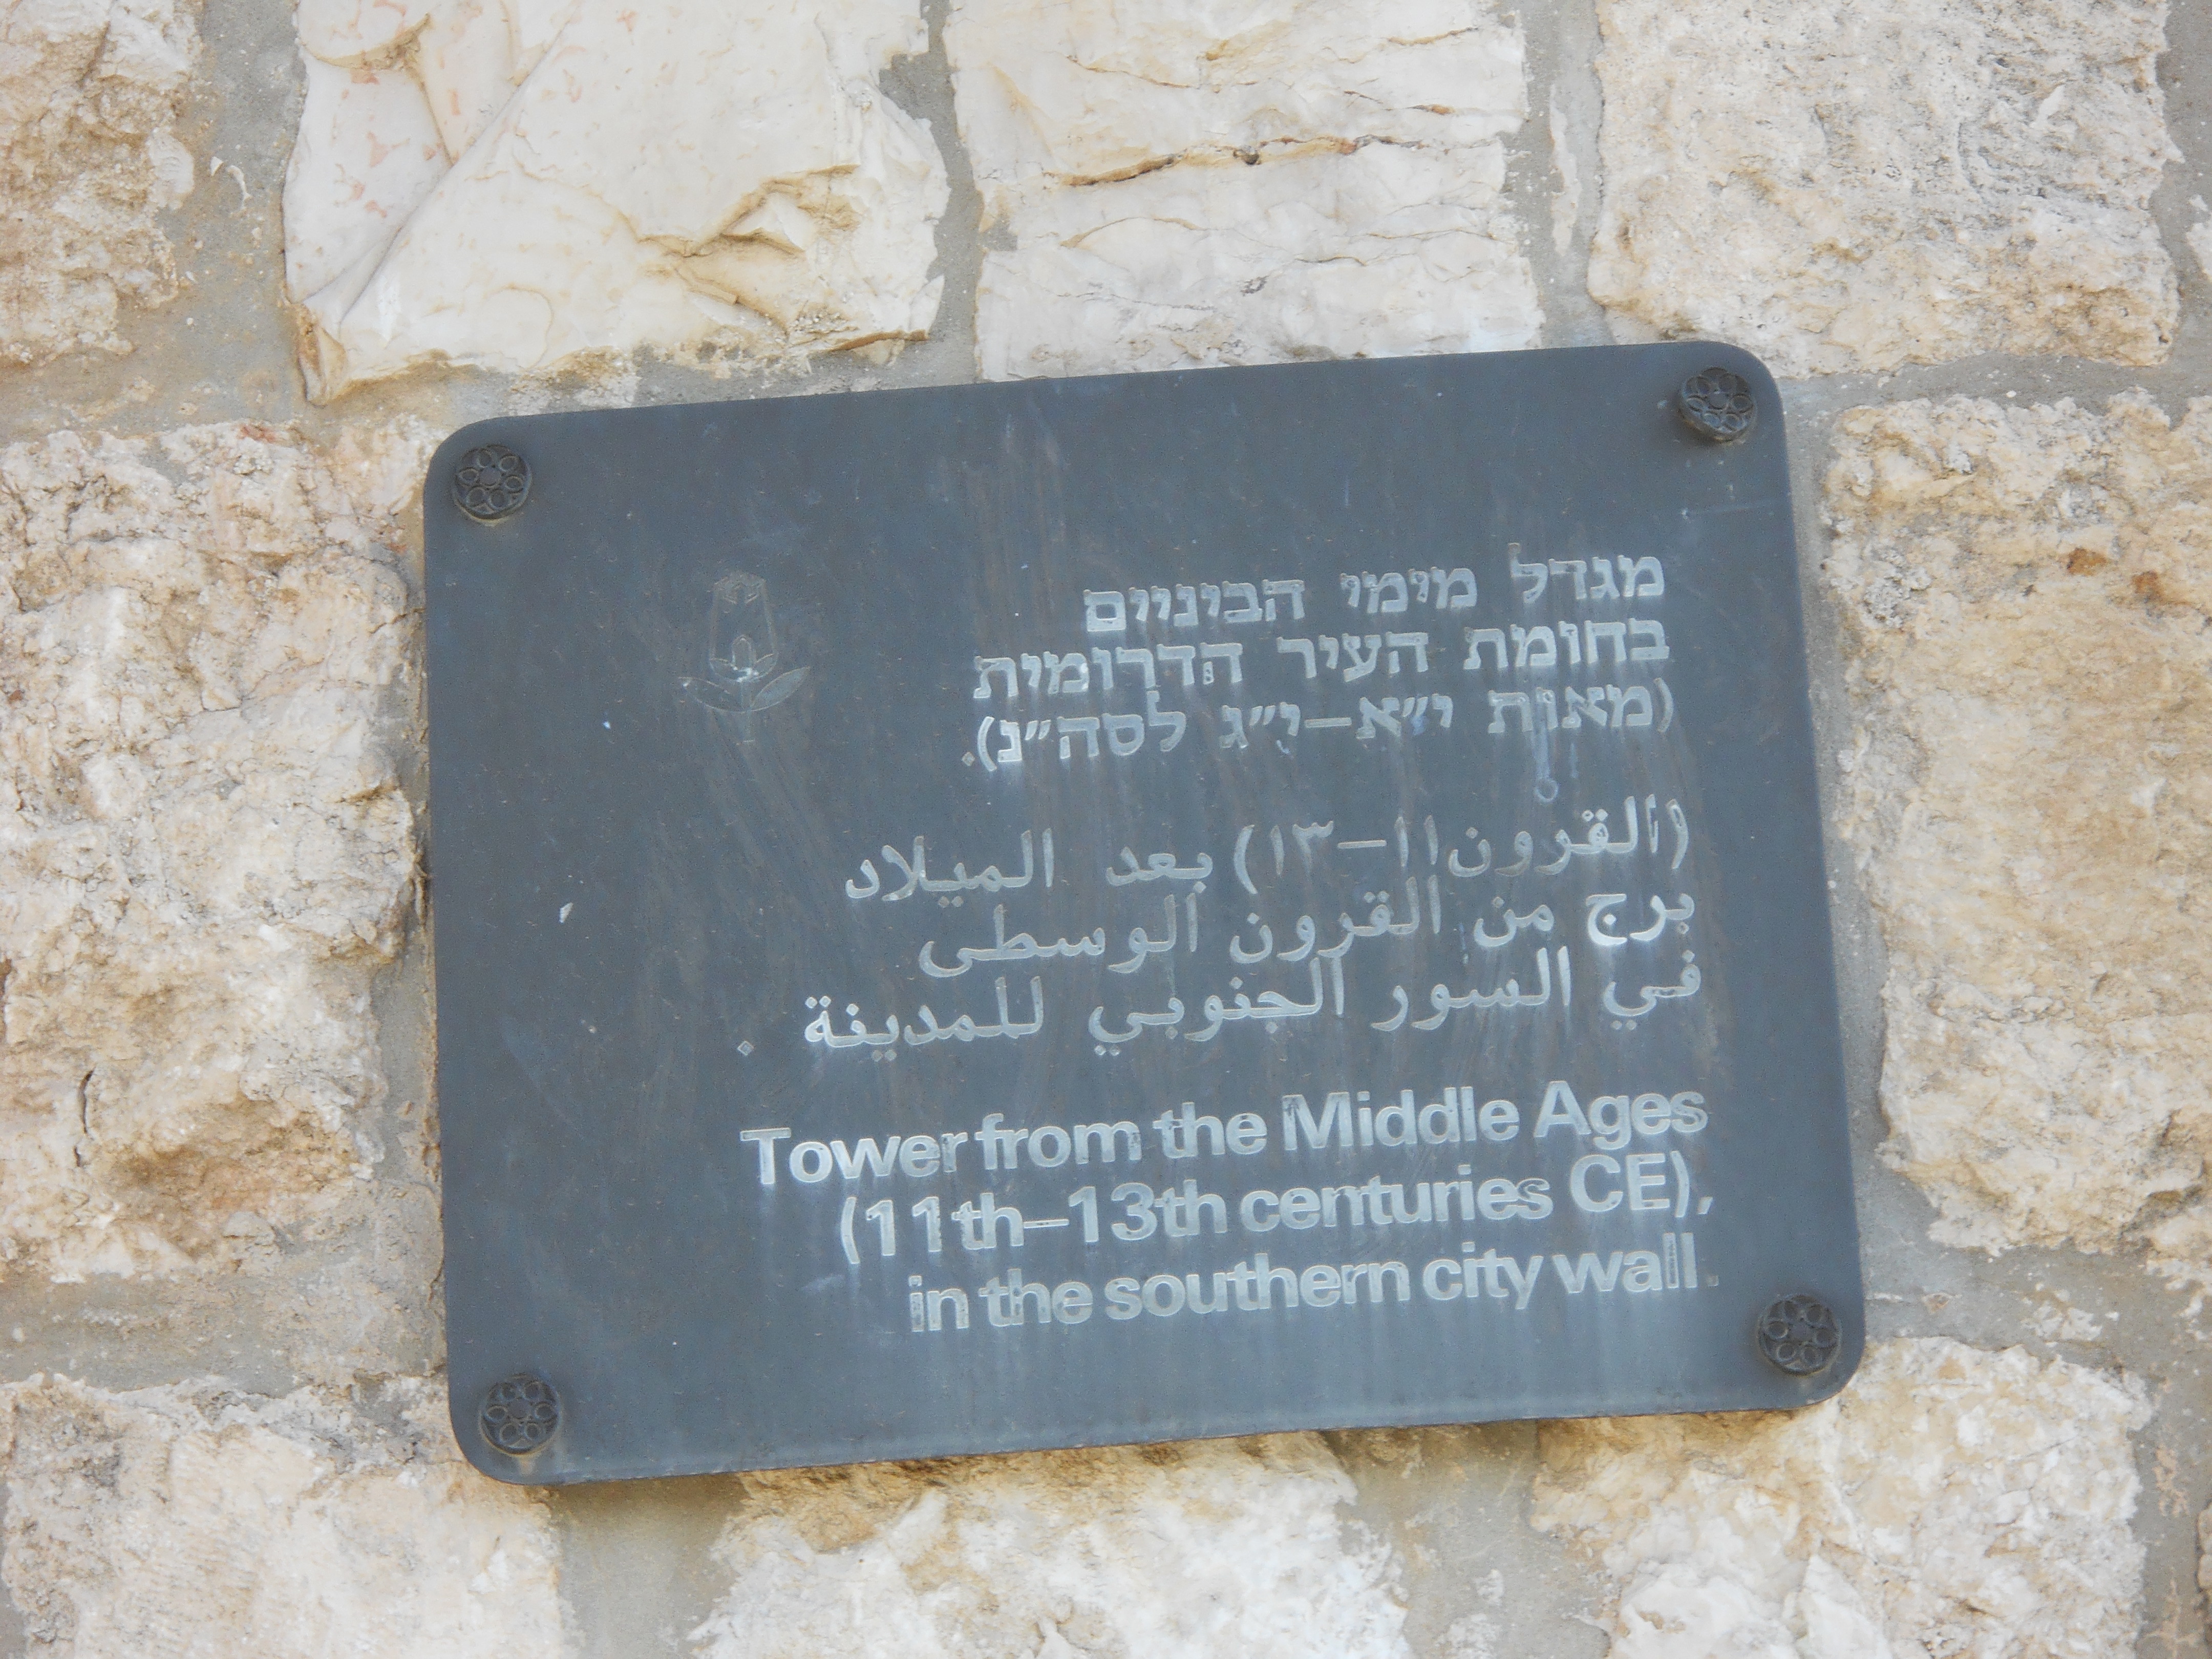 מגדל מימי הביניים
בחומת העיר הדרומית
(מאות י"א–י"ג לסה"נ).
(القرون ١١–١٣) بعد الميلاد
برج من القرون الوسطى
في السور الجنوبي للمدينة .
Tower from the Middle Ages
(11th–13th centuries CE),
in the southern city wall.